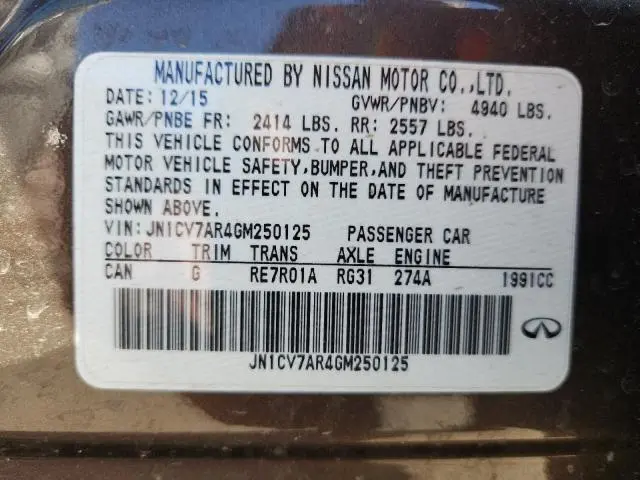 MANUFACTURED BY NISSAN MOTOR CO.,LTD.
DATE: 12/15 GVWR/PNBV: 4940 LBS.
GAWR/PNBE FR: 2414 LBS. RR: 2557 LBS.
THIS VEHICLE CONFORMS TO ALL APPLICABLE FEDERAL
MOTOR VEHICLE SAFETY,BUMPER,AND THEFT PREVENTION
STANDARDS IN EFFECT ON THE DATE OF MANUFACTURE
SHOWN ABOVE.
VIN: JN1CV7AR4GM250125 PASSENGER CAR
COLOR TRIM TRANS AXLE ENGINE
CAN G RE7R01A RG31 274A 1991CC
JN1CV7AR4GM250125